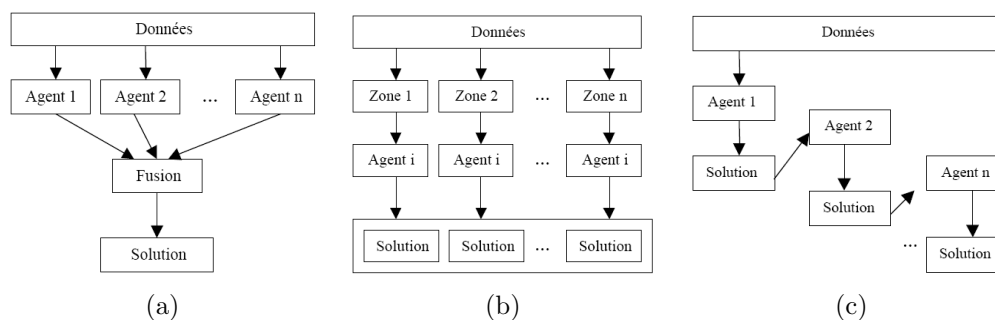 Données
Agent 1 Agent 2 ... Agent n
Fusion
Solution
(a)
Données
Zone 1 Zone 2 ... Zone n
Agent i Agent i ... Agent i
Solution Solution ... Solution
(b)
Données
Agent 1
Agent 2
Solution
Agent n
Solution
...
Solution
(c)